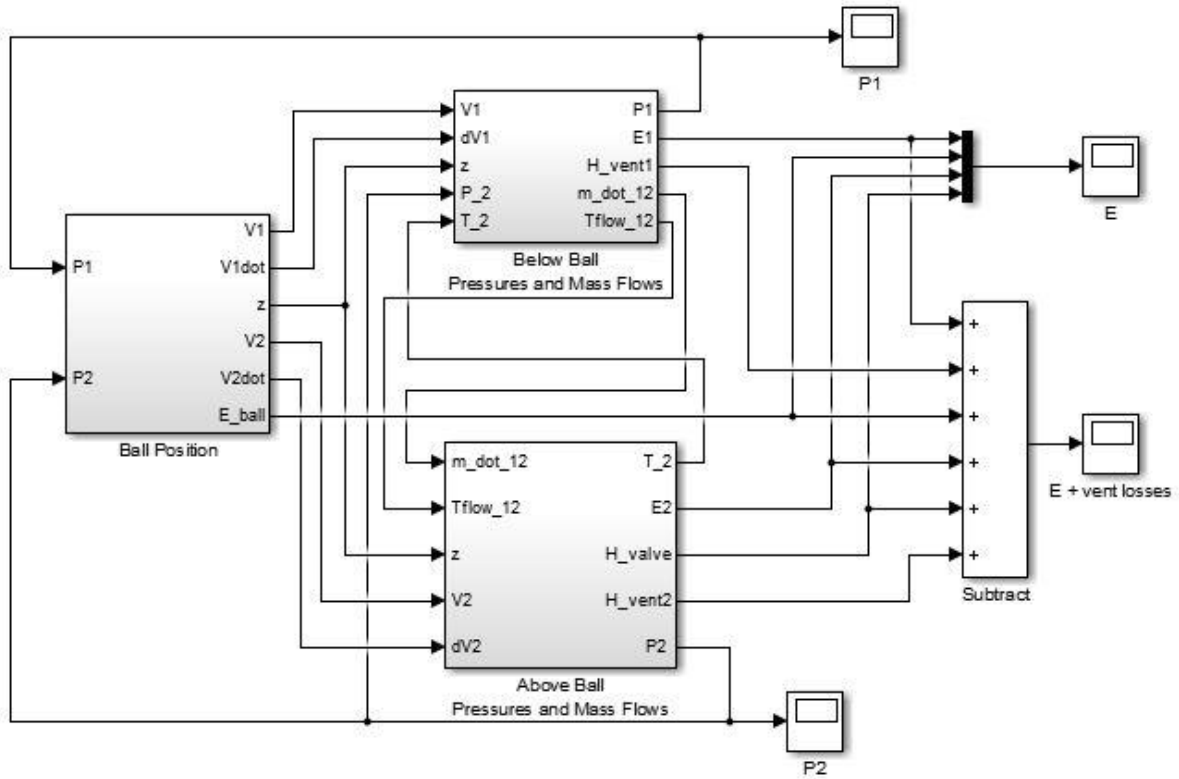 P1
V1
dV1
z
P_2
T_2
P1
E1
H_vent1
m_dot_12
Tflow_12
Below Ball
Pressures and Mass Flows
E
P1
P2
V1
V1dot
z
V2
V2dot
E_ball
Ball Position
+
+
+
+
+
+
Subtract
E + vent losses
m_dot_12
Tflow_12
z
V2
dV2
T_2
E2
H_valve
H_vent2
P2
Above Ball
Pressures and Mass Flows
P2